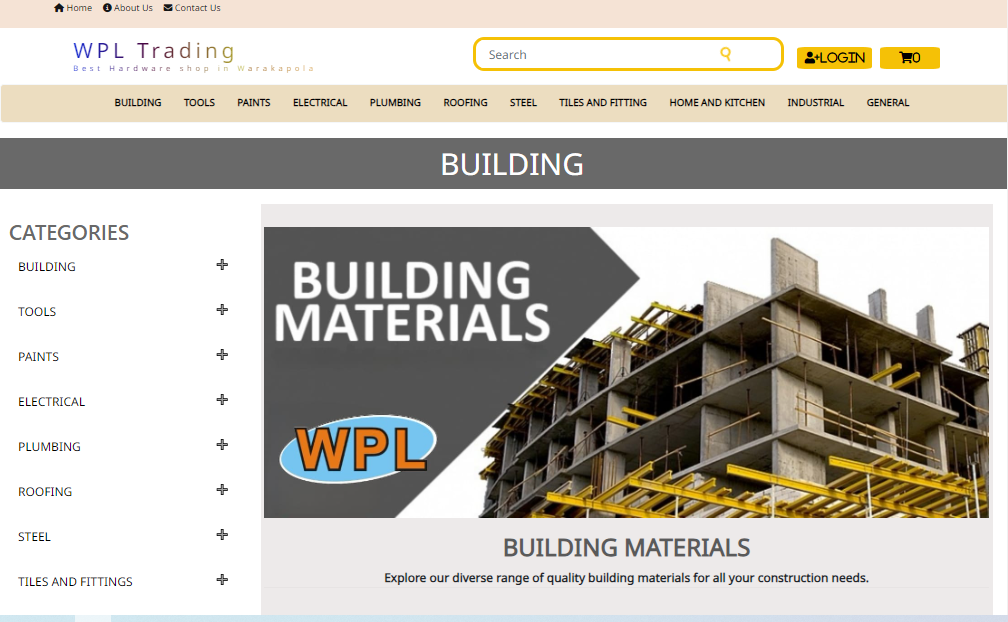 Home About Us Contact Us
WPL Trading
Best Hardware shop in Warakapola
Search
LOGIN 0
BUILDING TOOLS PAINTS ELECTRICAL PLUMBING ROOFING STEEL TILES AND FITTING HOME AND KITCHEN INDUSTRIAL GENERAL
BUILDING
CATEGORIES
BUILDING
TOOLS
PAINTS
ELECTRICAL
PLUMBING
ROOFING
STEEL
TILES AND FITTINGS
BUILDING
MATERIALS
WPL
BUILDING MATERIALS
Explore our diverse range of quality building materials for all your construction needs.